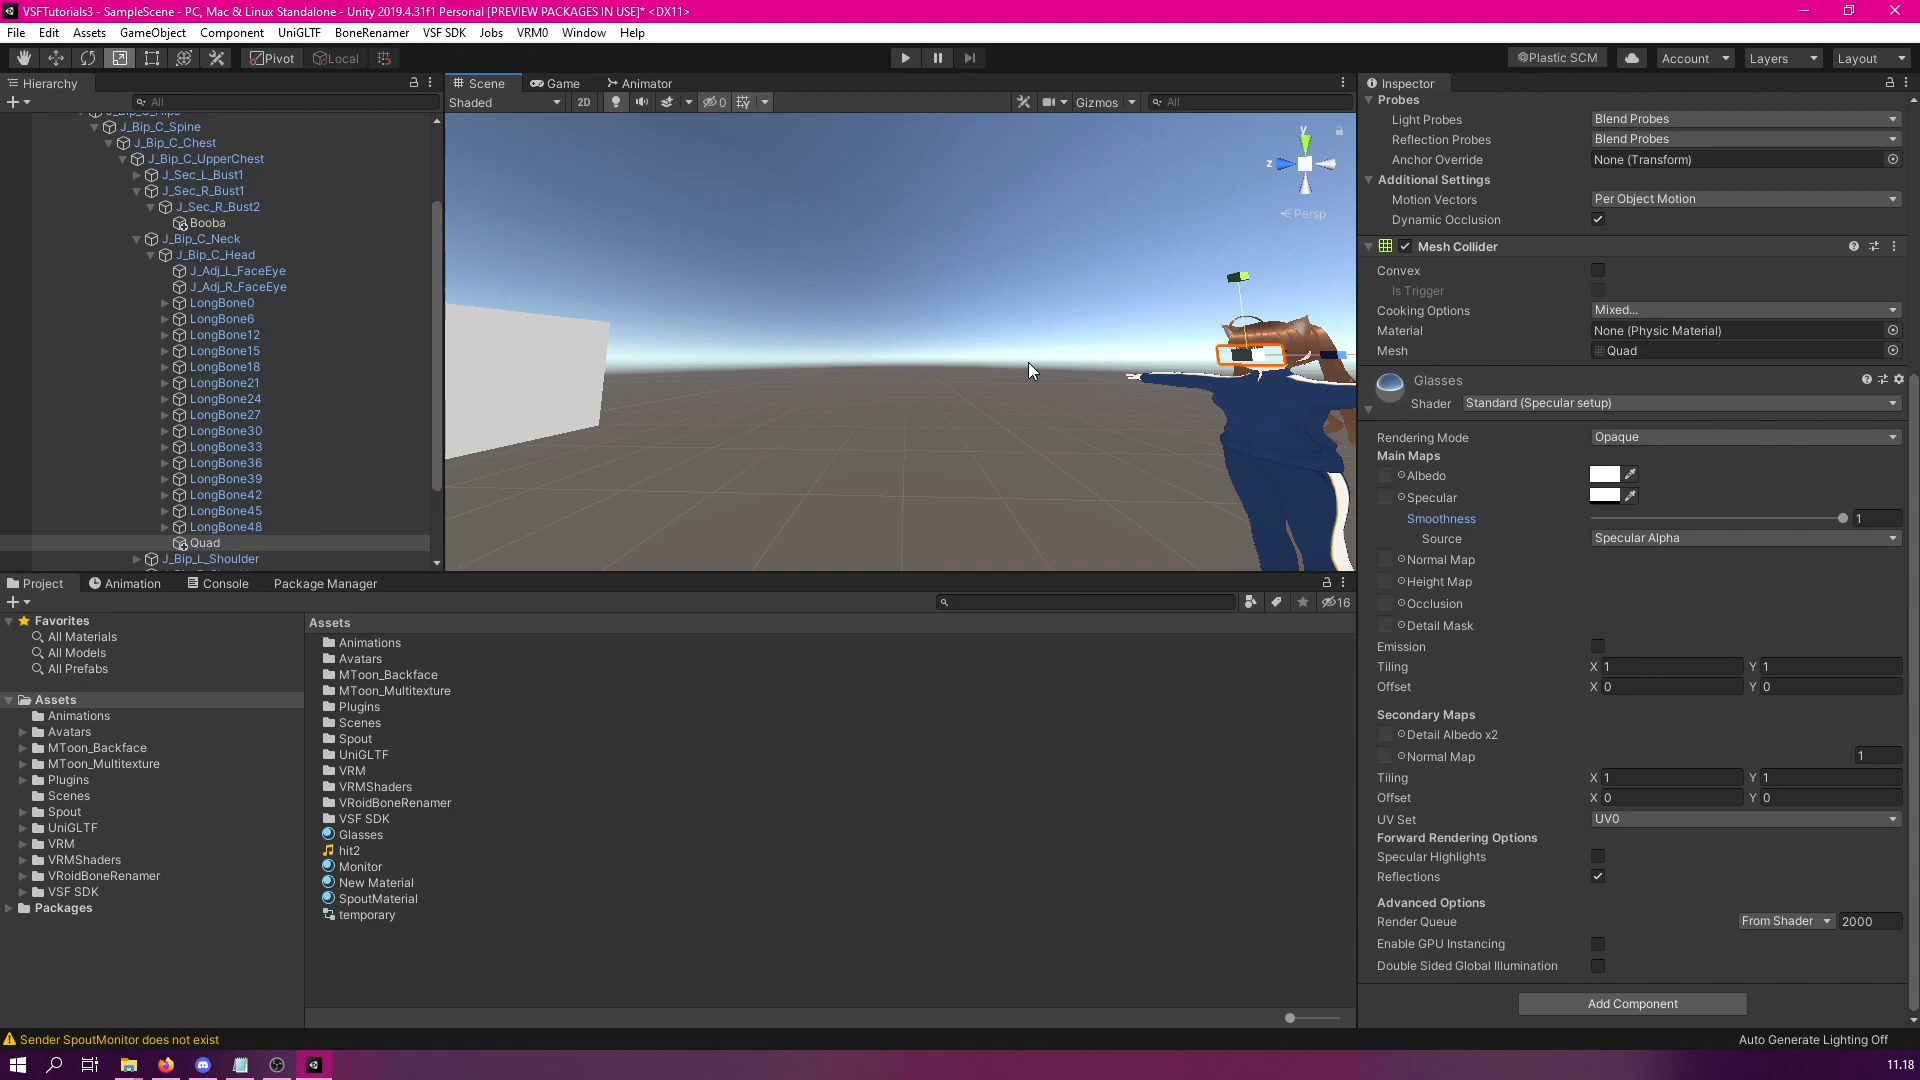 VSFTutorials3 - SampleScene - PC, Mac & Linux Standalone - Unity 2019.4.31f1 Personal [PREVIEW PACKAGES IN USE]* <DX11>
File Edit Assets GameObject Component UniGLTF BoneRenamer VSF SDK Jobs VRM0 Window Help
Pivot Local Plastic SCM Account Layers Layout
Hierarchy
All
J_Bip_C_Spine
J_Bip_C_Chest
J_Bip_C_UpperChest
J_Sec_L_Bust1
J_Sec_R_Bust1
J_Sec_R_Bust2
Booba
J_Bip_C_Neck
J_Bip_C_Head
J_Adj_L_FaceEye
J_Adj_R_FaceEye
LongBone0
LongBone6
LongBone12
LongBone15
LongBone18
LongBone21
LongBone24
LongBone27
LongBone30
LongBone33
LongBone36
LongBone39
LongBone42
LongBone45
LongBone48
Quad
J_Bip_L_Shoulder
Scene Game Animator
Shaded 2D 0 Gizmos All
y
z
Persp
Inspector
Probes
Light Probes Blend Probes
Reflection Probes Blend Probes
Anchor Override None (Transform)
Additional Settings
Motion Vectors Per Object Motion
Dynamic Occlusion
Mesh Collider
Convex
Is Trigger
Cooking Options Mixed...
Material None (Physic Material)
Mesh Quad
Glasses
Shader Standard (Specular setup)
Rendering Mode Opaque
Main Maps
Albedo
Specular
Smoothness 1
Source Specular Alpha
Normal Map
Height Map
Occlusion
Detail Mask
Emission
Tiling X 1 Y 1
Offset X 0 Y 0
Secondary Maps
Detail Albedo x2
Normal Map 1
Tiling X 1 Y 1
Offset X 0 Y 0
UV Set UV0
Forward Rendering Options
Specular Highlights
Reflections
Advanced Options
Render Queue From Shader 2000
Enable GPU Instancing
Double Sided Global Illumination
Add Component
Project Animation Console Package Manager
16
Favorites
All Materials
All Models
All Prefabs
Assets
Animations
Avatars
MToon_Backface
MToon_Multitexture
Plugins
Scenes
Spout
UniGLTF
VRM
VRMShaders
VRoidBoneRenamer
VSF SDK
Packages
Assets
Animations
Avatars
MToon_Backface
MToon_Multitexture
Plugins
Scenes
Spout
UniGLTF
VRM
VRMShaders
VRoidBoneRenamer
VSF SDK
Glasses
hit2
Monitor
New Material
SpoutMaterial
temporary
Sender SpoutMonitor does not exist
Auto Generate Lighting Off
11.18